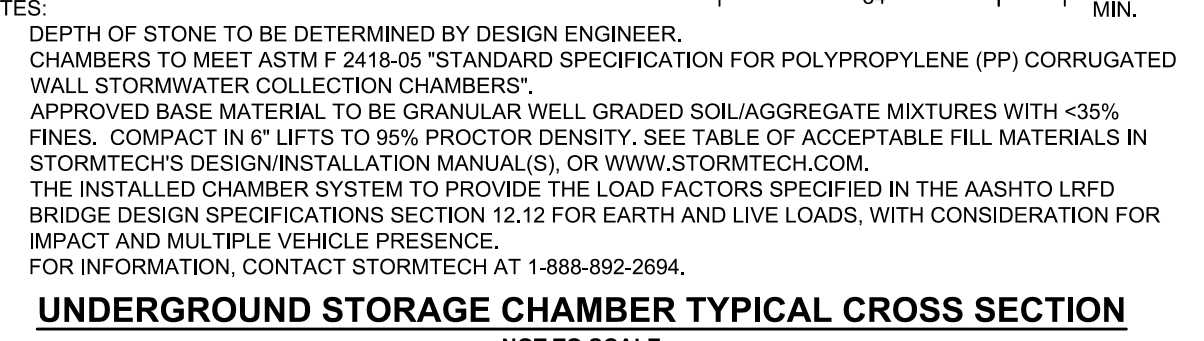 TES:
MIN.
DEPTH OF STONE TO BE DETERMINED BY DESIGN ENGINEER.
CHAMBERS TO MEET ASTM F 2418-05 "STANDARD SPECIFICATION FOR POLYPROPYLENE (PP) CORRUGATED
WALL STORMWATER COLLECTION CHAMBERS".
APPROVED BASE MATERIAL TO BE GRANULAR WELL GRADED SOIL/AGGREGATE MIXTURES WITH <35%
FINES.  COMPACT IN 6" LIFTS TO 95% PROCTOR DENSITY. SEE TABLE OF ACCEPTABLE FILL MATERIALS IN
STORMTECH'S DESIGN/INSTALLATION MANUAL(S), OR WWW.STORMTECH.COM.
THE INSTALLED CHAMBER SYSTEM TO PROVIDE THE LOAD FACTORS SPECIFIED IN THE AASHTO LRFD
BRIDGE DESIGN SPECIFICATIONS SECTION 12.12 FOR EARTH AND LIVE LOADS, WITH CONSIDERATION FOR
IMPACT AND MULTIPLE VEHICLE PRESENCE.
FOR INFORMATION, CONTACT STORMTECH AT 1-888-892-2694.
UNDERGROUND STORAGE CHAMBER TYPICAL CROSS SECTION
NOT TO SCALE